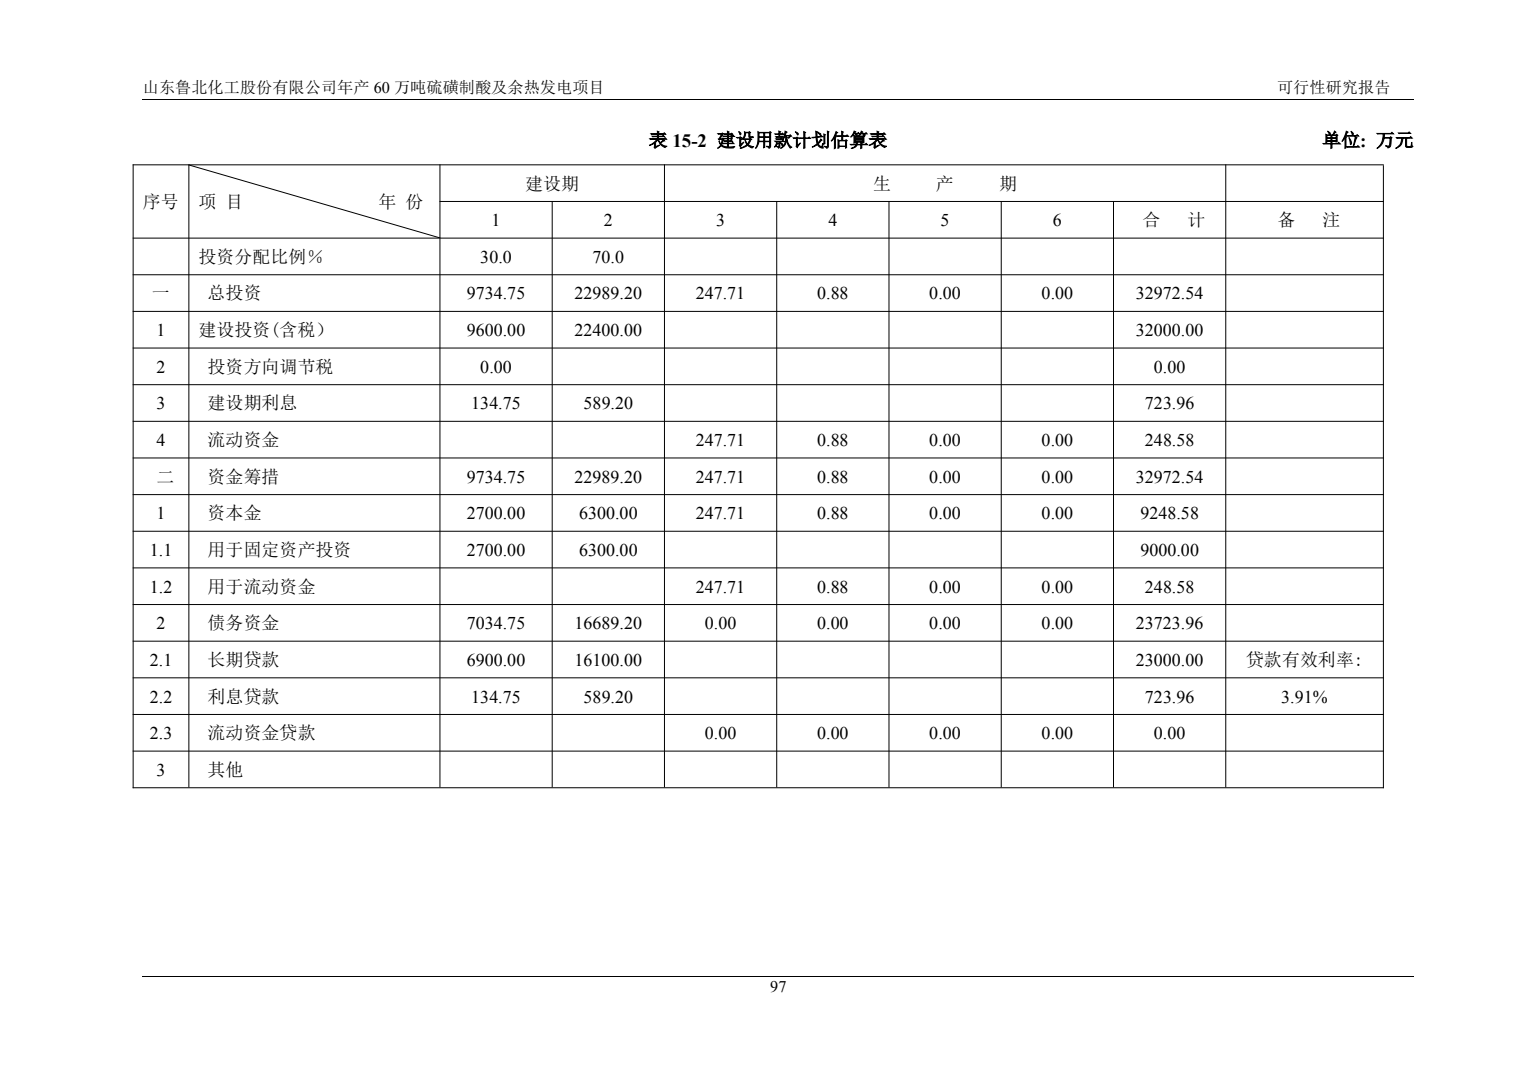 山东鲁北化工股份有限公司年产 60 万吨硫磺制酸及余热发电项目 可行性研究报告
表 15-2 建设用款计划估算表 单位: 万元
序号 项 目 年 份 建设期 生 产 期
1 2 3 4 5 6 合 计 备 注
投资分配比例% 30.0 70.0
一 总投资 9734.75 22989.20 247.71 0.88 0.00 0.00 32972.54
1 建设投资(含税) 9600.00 22400.00 32000.00
2 投资方向调节税 0.00 0.00
3 建设期利息 134.75 589.20 723.96
4 流动资金 247.71 0.88 0.00 0.00 248.58
二 资金筹措 9734.75 22989.20 247.71 0.88 0.00 0.00 32972.54
1 资本金 2700.00 6300.00 247.71 0.88 0.00 0.00 9248.58
1.1 用于固定资产投资 2700.00 6300.00 9000.00
1.2 用于流动资金 247.71 0.88 0.00 0.00 248.58
2 债务资金 7034.75 16689.20 0.00 0.00 0.00 0.00 23723.96
2.1 长期贷款 6900.00 16100.00 23000.00 贷款有效利率:
2.2 利息贷款 134.75 589.20 723.96 3.91%
2.3 流动资金贷款 0.00 0.00 0.00 0.00 0.00
3 其他
97